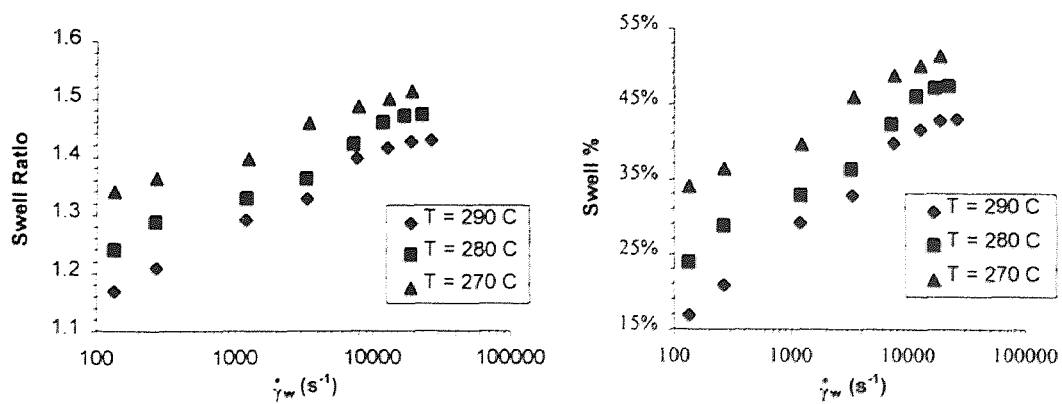 1.6
1.5
1.4
1.3
1.2
1.1
Swell Ratio
100
1000
10000
100000
γ̇w (s-1)
T = 290 C
T = 280 C
T = 270 C
55%
45%
35%
25%
15%
Swell %
100
1000
10000
100000
γ̇w (s-1)
T = 290 C
T = 280 C
T = 270 C